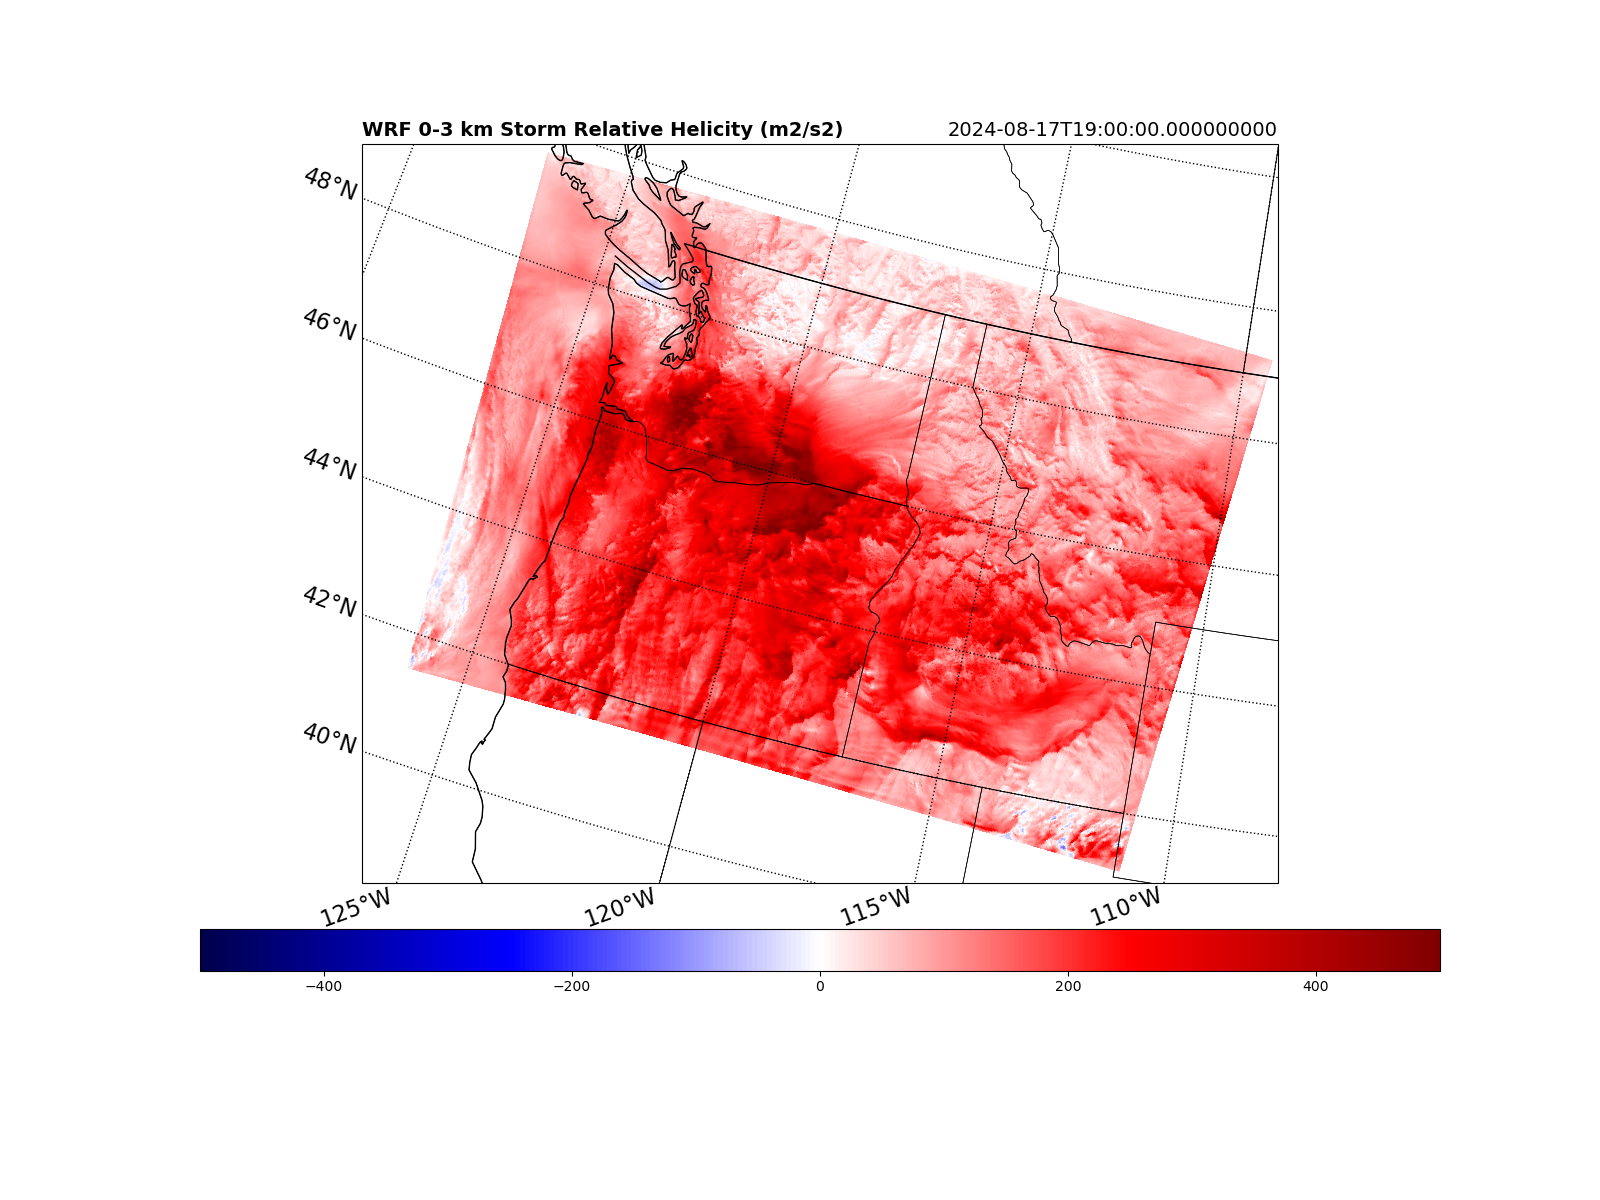 WRF 0-3 km Storm Relative Helicity (m2/s2) 2024-08-17T19:00:00.000000000
48°N
46°N
44°N
42°N
40°N
125°W 120°W 115°W 110°W
−400 −200 0 200 400